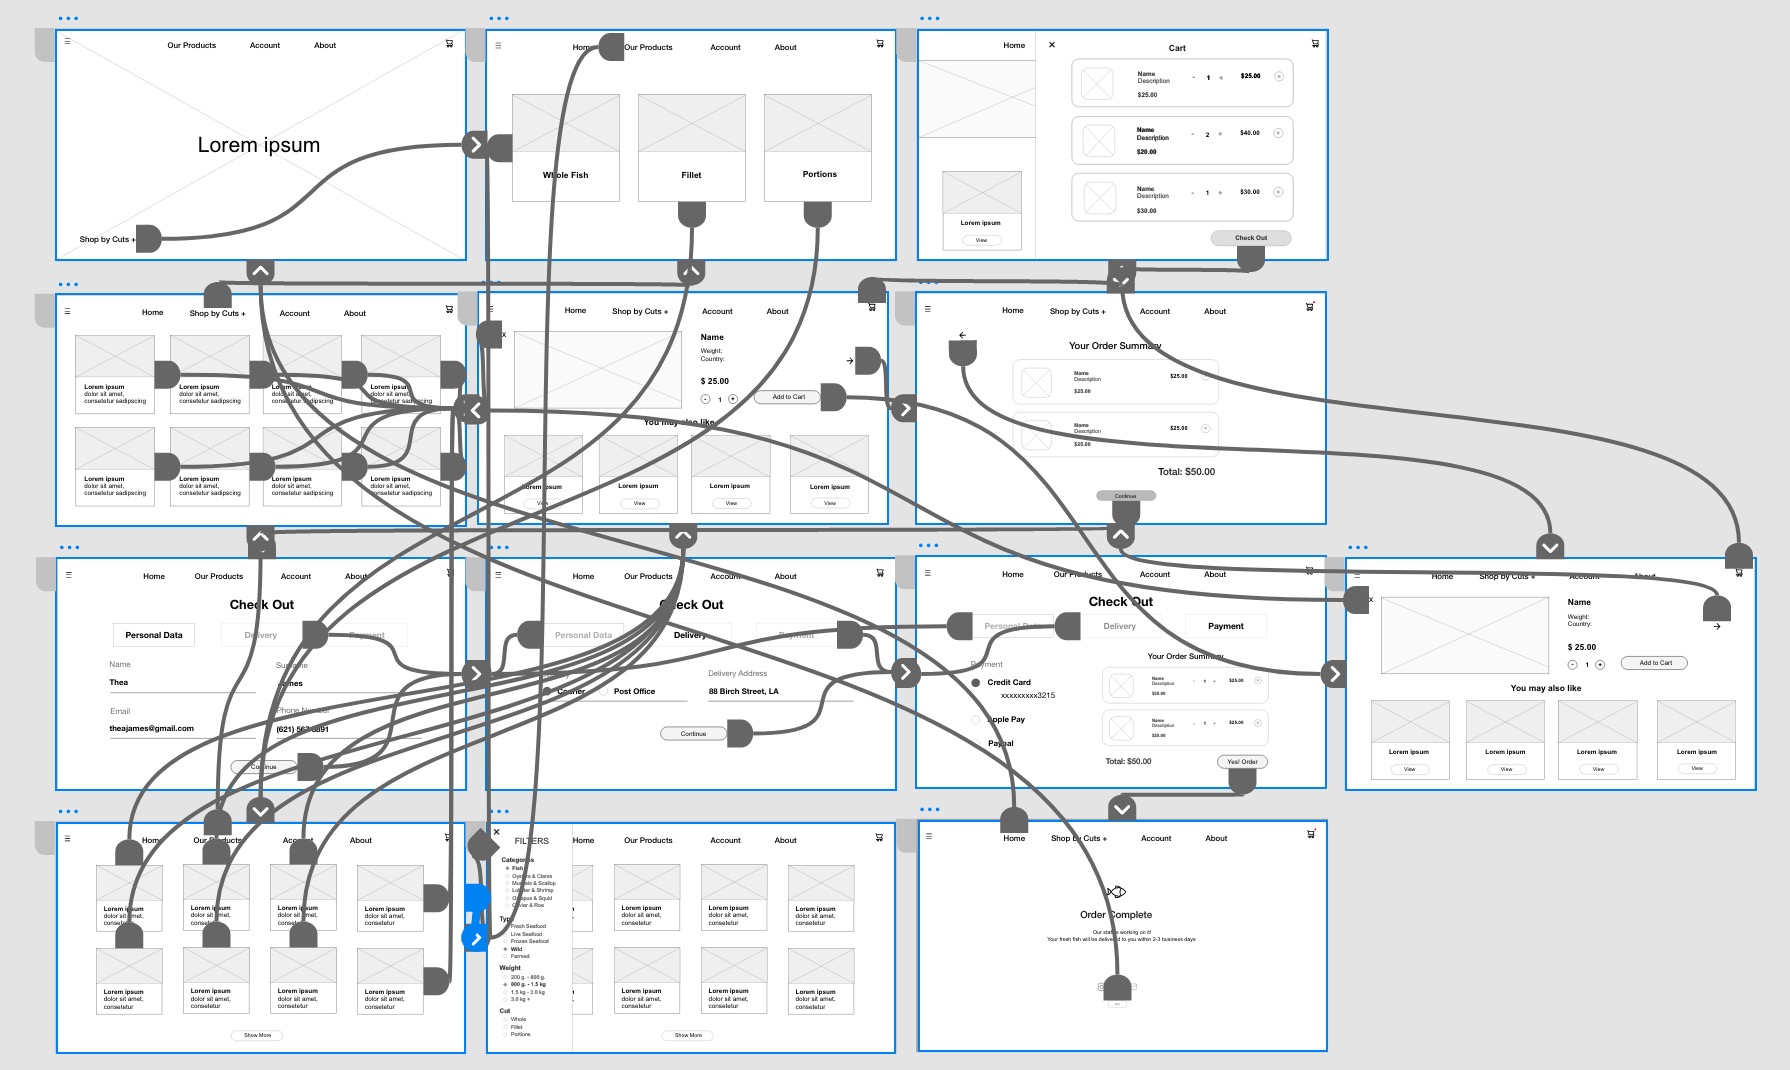 Our Products Account About
Lorem ipsum
Shop by Cuts +
Home Our Products Account About
Whole Fish
Fillet
Portions
Home
Cart
Name
Description
$25.00
- 1 +
$25.00
Name
Description
$20.00
- 2 +
$40.00
Name
Description
$30.00
- 1 +
$30.00
Check Out
Lorem ipsum
View
Home Shop by Cuts + Account About
Lorem ipsum
dolor sit amet,
consetetur sadipscing
Lorem ipsum
dolor sit amet,
consetetur sadipscing
Lorem ipsum
dolor sit amet,
consetetur sadipscing
Lorem ipsum
dolor sit amet,
consetetur sadipscing
Lorem ipsum
dolor sit amet,
consetetur sadipscing
Lorem ipsum
dolor sit amet,
consetetur sadipscing
Lorem ipsum
dolor sit amet,
consetetur sadipscing
Lorem ipsum
dolor sit amet,
consetetur sadipscing
Home Shop by Cuts + Account About
x
Name
Weight:
Country:
$ 25.00
- 1 +
Add to Cart
You may also like
Lorem ipsum
View
Lorem ipsum
View
Lorem ipsum
View
Lorem ipsum
View
Home Shop by Cuts + Account About
Your Order Summary
Name
Description
$25.00
$25.00
Name
Description
$25.00
$25.00
Total: $50.00
Continue
Home Our Products Account About
Check Out
Personal Data Delivery Payment
Name
Thea
Surname
James
Email
theajames@gmail.com
Phone Number
(621) 567-8891
Continue
Home Our Products Account About
Check Out
Personal Data Delivery Payment
Delivery Address
Courier Post Office
88 Birch Street, LA
Continue
Home Our Products Account About
Check Out
Personal Data Delivery Payment
Payment
Credit Card
xxxxxxxxx3215
Apple Pay
Paypal
Your Order Summary
Name
Description
$25.00
- 1 +
$25.00
Name
Description
$25.00
- 1 +
$25.00
Total: $50.00
Yes! Order
Home Shop by Cuts + Account About
x
Name
Weight:
Country:
$ 25.00
- 1 +
Add to Cart
You may also like
Lorem ipsum
View
Lorem ipsum
View
Lorem ipsum
View
Lorem ipsum
View
Home Our Products Account About
Lorem ipsum
dolor sit amet,
consetetur
Lorem ipsum
dolor sit amet,
consetetur
Lorem ipsum
dolor sit amet,
consetetur
Lorem ipsum
dolor sit amet,
consetetur
Lorem ipsum
dolor sit amet,
consetetur
Lorem ipsum
dolor sit amet,
consetetur
Lorem ipsum
dolor sit amet,
consetetur
Lorem ipsum
dolor sit amet,
consetetur
Show More
FILTERS
Home Our Products Account About
Categories
Fish
Oysters & Clams
Mussels & Scallop
Lobster & Shrimp
Octopus & Squid
Caviar & Roe
Type
Fresh Seafood
Live Seafood
Frozen Seafood
Wild
Farmed
Weight
200 g. - 800 g.
800 g. - 1.5 kg
1.5 kg - 3.0 kg
3.0 kg +
Cut
Whole
Fillet
Portions
Lorem ipsum
dolor sit amet,
consetetur
Lorem ipsum
dolor sit amet,
consetetur
Lorem ipsum
dolor sit amet,
consetetur
Lorem ipsum
dolor sit amet,
consetetur
Lorem ipsum
dolor sit amet,
consetetur
Lorem ipsum
dolor sit amet,
consetetur
Show More
Home Shop by Cuts + Account About
Order Complete
Our staff is working on it!
Your fresh fish will be delivered to you within 2-3 business days